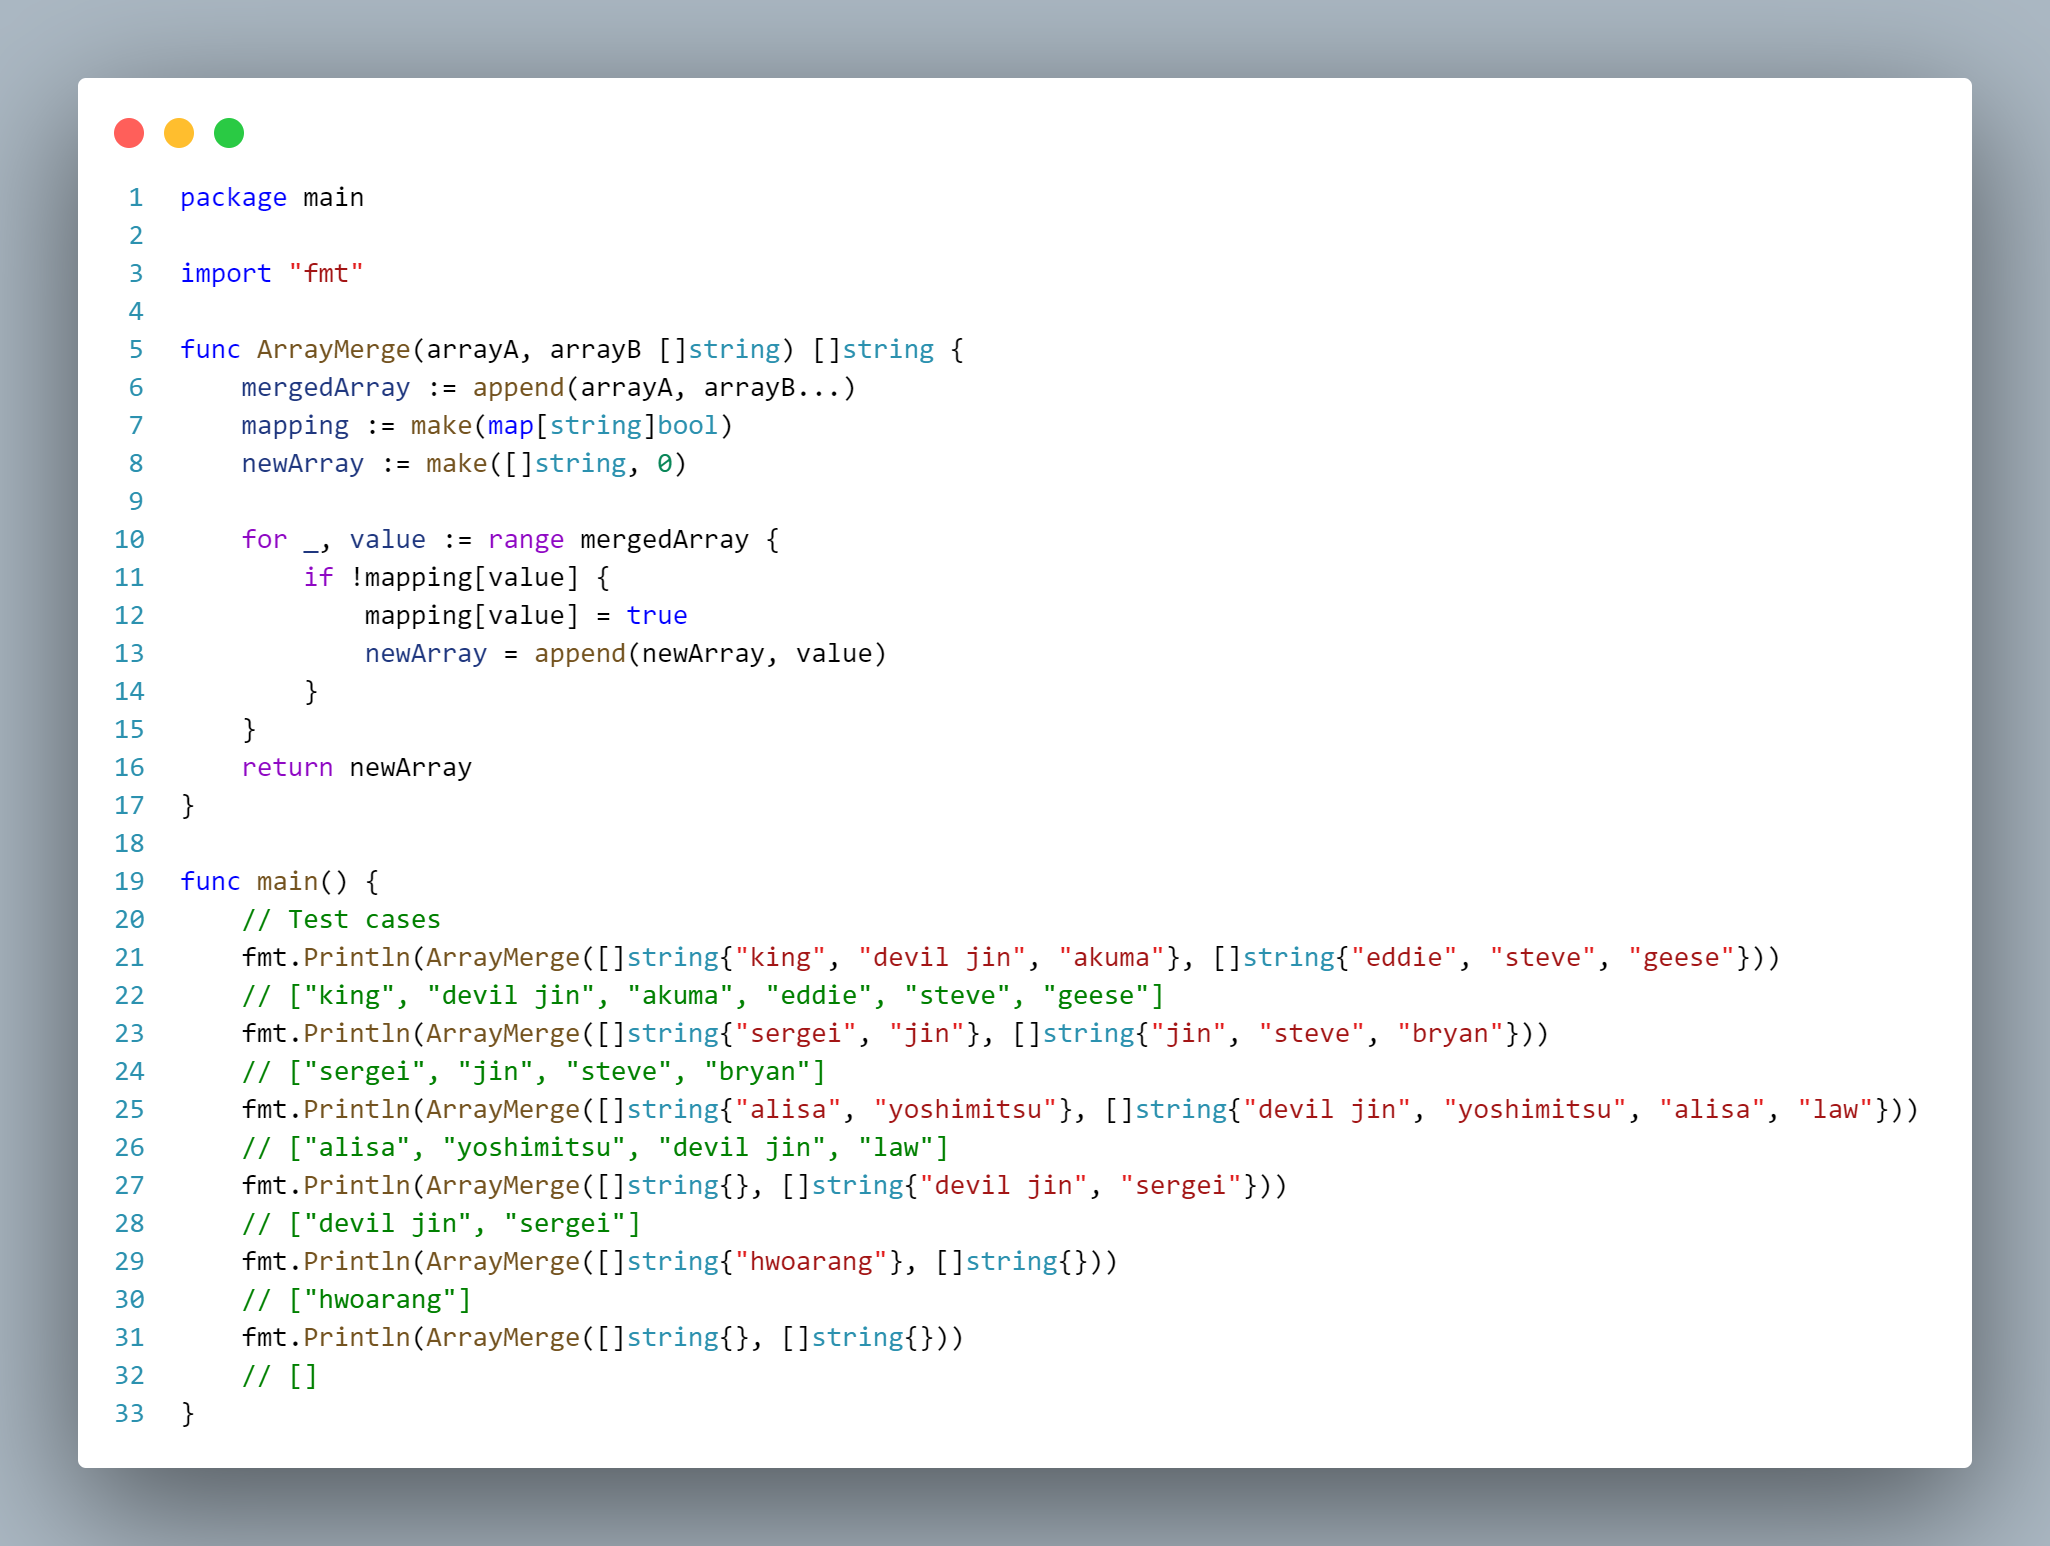 1 package main
2
3 import "fmt"
4
5 func ArrayMerge(arrayA, arrayB []string) []string {
6     mergedArray := append(arrayA, arrayB...)
7     mapping := make(map[string]bool)
8     newArray := make([]string, 0)
9
10     for _, value := range mergedArray {
11         if !mapping[value] {
12             mapping[value] = true
13             newArray = append(newArray, value)
14         }
15     }
16     return newArray
17 }
18
19 func main() {
20     // Test cases
21     fmt.Println(ArrayMerge([]string{"king", "devil jin", "akuma"}, []string{"eddie", "steve", "geese"}))
22     // ["king", "devil jin", "akuma", "eddie", "steve", "geese"]
23     fmt.Println(ArrayMerge([]string{"sergei", "jin"}, []string{"jin", "steve", "bryan"}))
24     // ["sergei", "jin", "steve", "bryan"]
25     fmt.Println(ArrayMerge([]string{"alisa", "yoshimitsu"}, []string{"devil jin", "yoshimitsu", "alisa", "law"}))
26     // ["alisa", "yoshimitsu", "devil jin", "law"]
27     fmt.Println(ArrayMerge([]string{}, []string{"devil jin", "sergei"}))
28     // ["devil jin", "sergei"]
29     fmt.Println(ArrayMerge([]string{"hwoarang"}, []string{}))
30     // ["hwoarang"]
31     fmt.Println(ArrayMerge([]string{}, []string{}))
32     // []
33 }